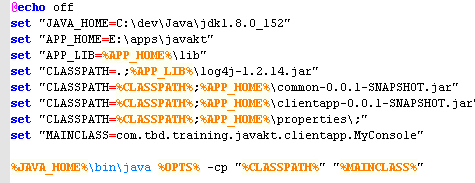 @echo off
set "JAVA_HOME=C:\dev\Java\jdk1.8.0_152"
set "APP_HOME=E:\apps\javakt"
set "APP_LIB=%APP_HOME%\lib"
set "CLASSPATH=.;%APP_LIB%\log4j-1.2.14.jar"
set "CLASSPATH=%CLASSPATH%;%APP_HOME%\common-0.0.1-SNAPSHOT.jar"
set "CLASSPATH=%CLASSPATH%;%APP_HOME%\clientapp-0.0.1-SNAPSHOT.jar"
set "CLASSPATH=%CLASSPATH%;%APP_HOME%\properties\;"
set "MAINCLASS=com.tbd.training.javakt.clientapp.MyConsole"
%JAVA_HOME%\bin\java %OPTS% -cp "%CLASSPATH%" "%MAINCLASS%"